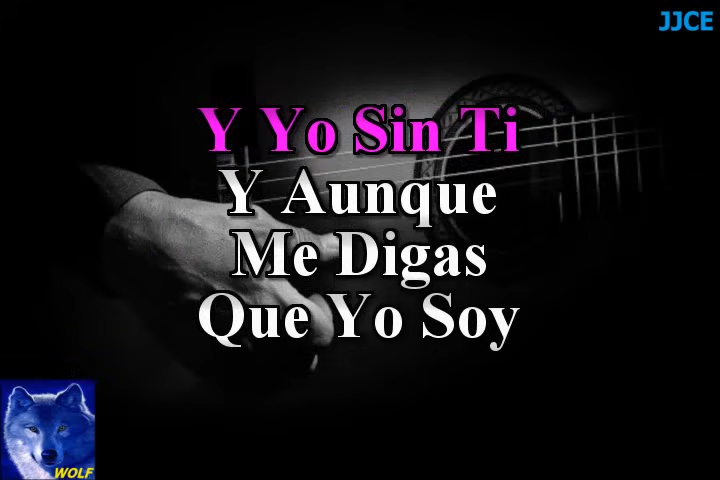 JJCE
Y Yo Sin Ti
Y Aunque
Me Digas
Que Yo Soy
WOLF